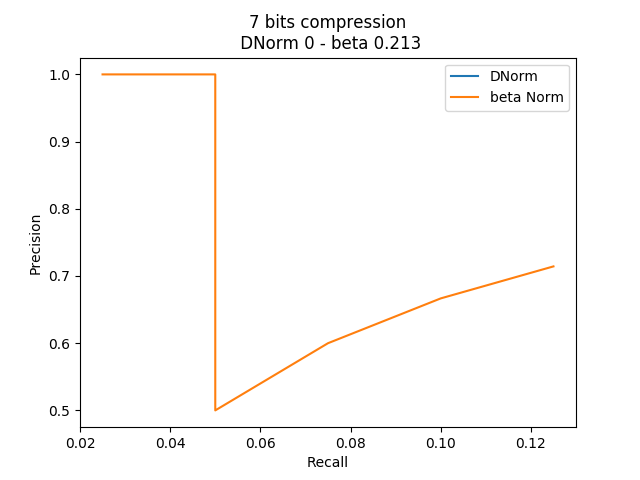 7 bits compression
DNorm 0 - beta 0.213
DNorm
beta Norm
1.0
0.9
0.8
0.7
0.6
0.5
Precision
0.02 0.04 0.06 0.08 0.10 0.12
Recall